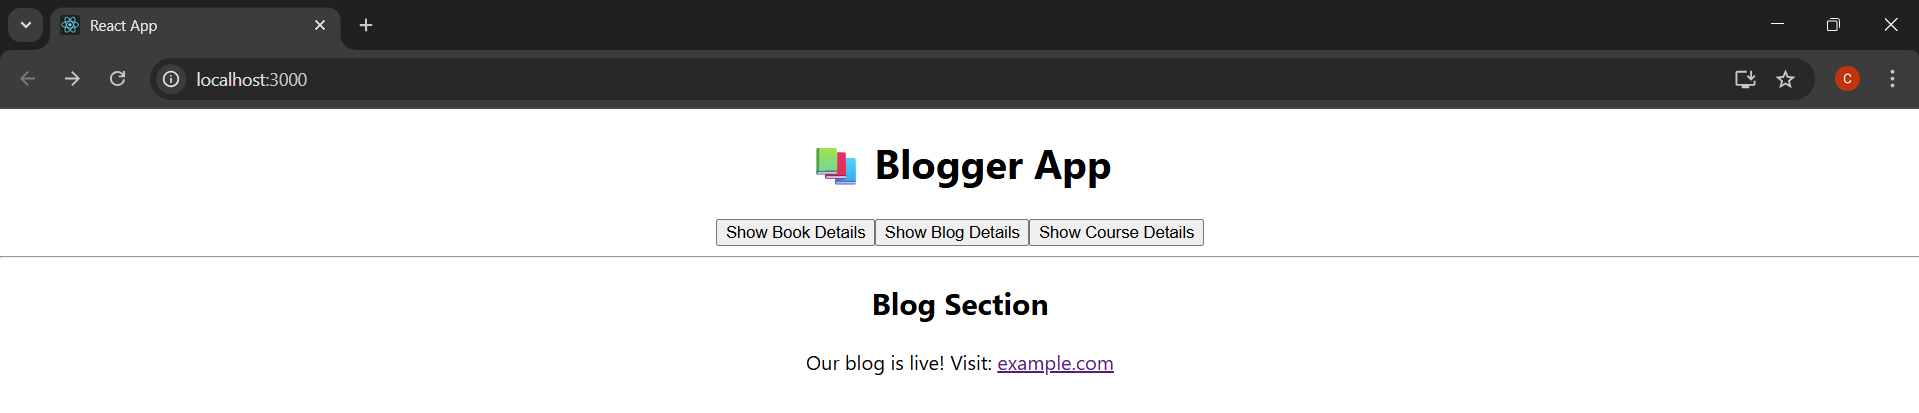 React App
localhost:3000
C
Blogger App
Show Book Details Show Blog Details Show Course Details
Blog Section
Our blog is live! Visit: example.com